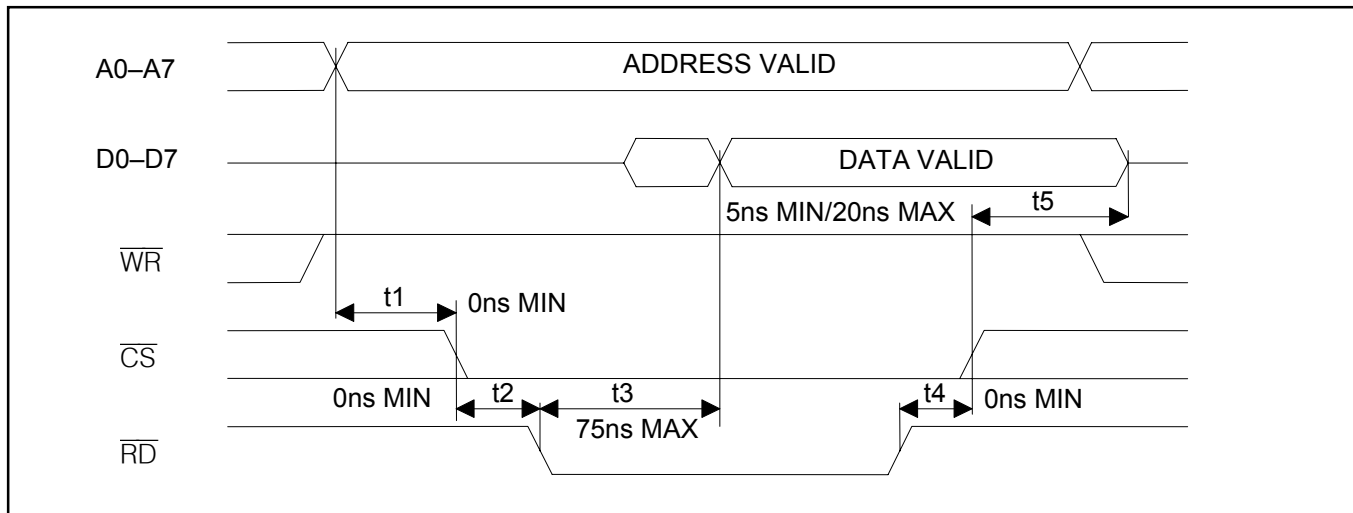 A0–A7
ADDRESS VALID
D0–D7
DATA VALID
5ns MIN/20ns MAX
t5
WR
t1
0ns MIN
CS
0ns MIN
t2
t3
75ns MAX
t4
0ns MIN
RD